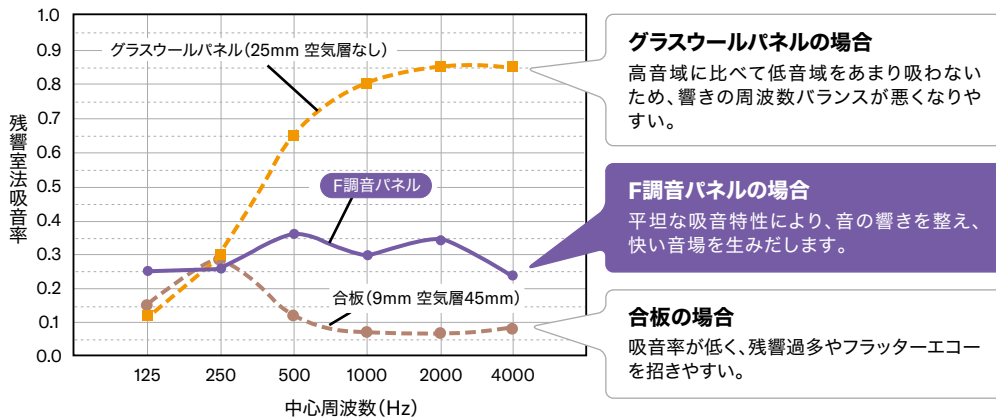 1.0
0.9
0.8
0.7
0.6
0.5
0.4
0.3
0.2
0.1
0.0
残響室法吸音率
グラスウールパネル(25mm 空気層なし)
F調音パネル
合板(9mm 空気層45mm)
125 250 500 1000 2000 4000
中心周波数(Hz)
グラスウールパネルの場合
高音域に比べて低音域をあまり吸わない
ため、響きの周波数バランスが悪くなりや
すい。
F調音パネルの場合
平坦な吸音特性により、音の響きを整え、
快い音場を生みだします。
合板の場合
吸音率が低く、残響過多やフラッターエコー
を招きやすい。